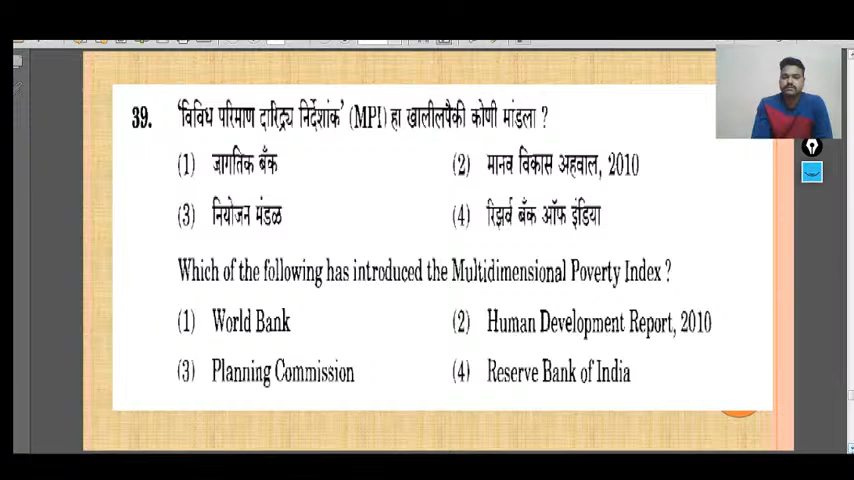 39. 'विविध परिमाण दारिद्र्य निर्देशांक' (MPI) हा खालीलपैकी कोणी मांडला ?
(1) जागतिक बँक (2) मानव विकास अहवाल, 2010
(3) नियोजन मंडळ (4) रिझर्व बँक ऑफ इंडिया
Which of the following has introduced the Multidimensional Poverty Index ?
(1) World Bank (2) Human Development Report, 2010
(3) Planning Commission (4) Reserve Bank of India